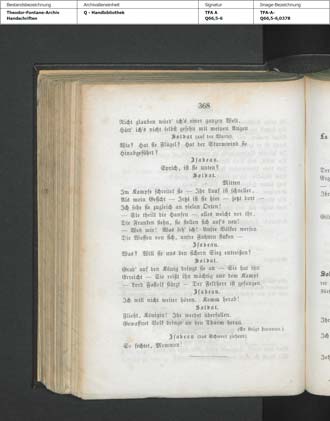 Bestandsbezeichnung
Theodor-Fontane-Archiv
Handschriften
Archivalieneinheit
Q - Handbibliothek
Signatur
TFA A
Q66,5-6
Image-Bezeichnung
TFA-A-
Q66,5-6,0378
368
Nicht glauben würd' ich's einer ganzen Welt,
Hätt' ich's nicht selbst gesehn mit meinen Augen
Soldat (auf der Warte).
Wie? Hat sie Flügel? Hat der Sturmwind sie
Hinabgeführt?
Isabeau.
Sprich, ist sie unten?
Soldat.
Mitten
Im Kampfe schreitet sie — Ihr Lauf ist schneller,
Als mein Gesicht — Jetzt ist sie hier — jetzt dort —
Ich sehe sie zugleich an vielen Orten!
— Sie theilt die Haufen — alles weicht vor ihr,
Die Franken stehn, sie stellen sich auf's neu!
— Weh mir! Was seh' ich! Unsre Völker werfen
Die Waffen von sich, unsre Fahnen sinken —
Isabeau.
Was? Will sie uns den sichern Sieg entreißen?
Soldat.
Grad' auf den König dringt sie an — Sie hat ihn
Erreicht — Sie reißt ihn mächtig aus dem Kampf
— Lord Fastolf stürzt — Der Feldherr ist gefangen.
Isabeau.
Ich will nicht weiter hören. Komm herab!
Soldat.
Flieht, Königin! Ihr werdet überfallen.
Gewaffnet Volk dringt an den Thurm heran.
(Er steigt herunter.)
Isabeau (das Schwert ziehend).
So fechtet, Memmen!